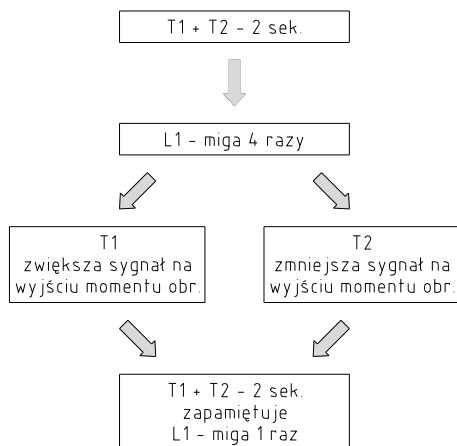 T1 + T2 - 2 sek.
L1 - miga 4 razy
T1
zwiększa sygnał na
wyjściu momentu obr.
T2
zmniejsza sygnał na
wyjściu momentu obr.
T1 + T2 - 2 sek.
zapamiętuje
L1 - miga 1 raz